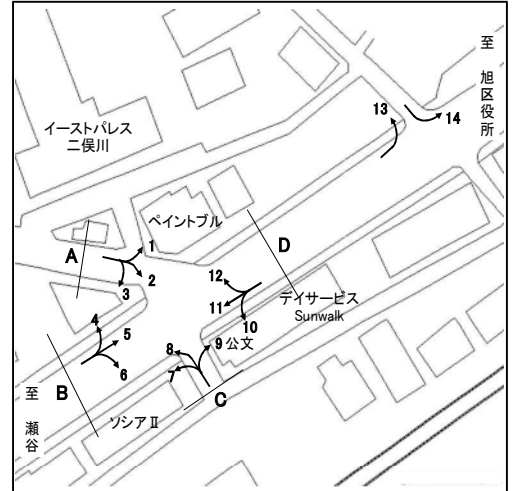 至
旭
区
役
所
13
14
イーストパレス
二俣川
ペイントブル
A
1
2
3
D
12
11
10
デイサービス
Sunwalk
4
5
6
8
9
公文
7
B
C
至
瀬
谷
ソシアⅡ